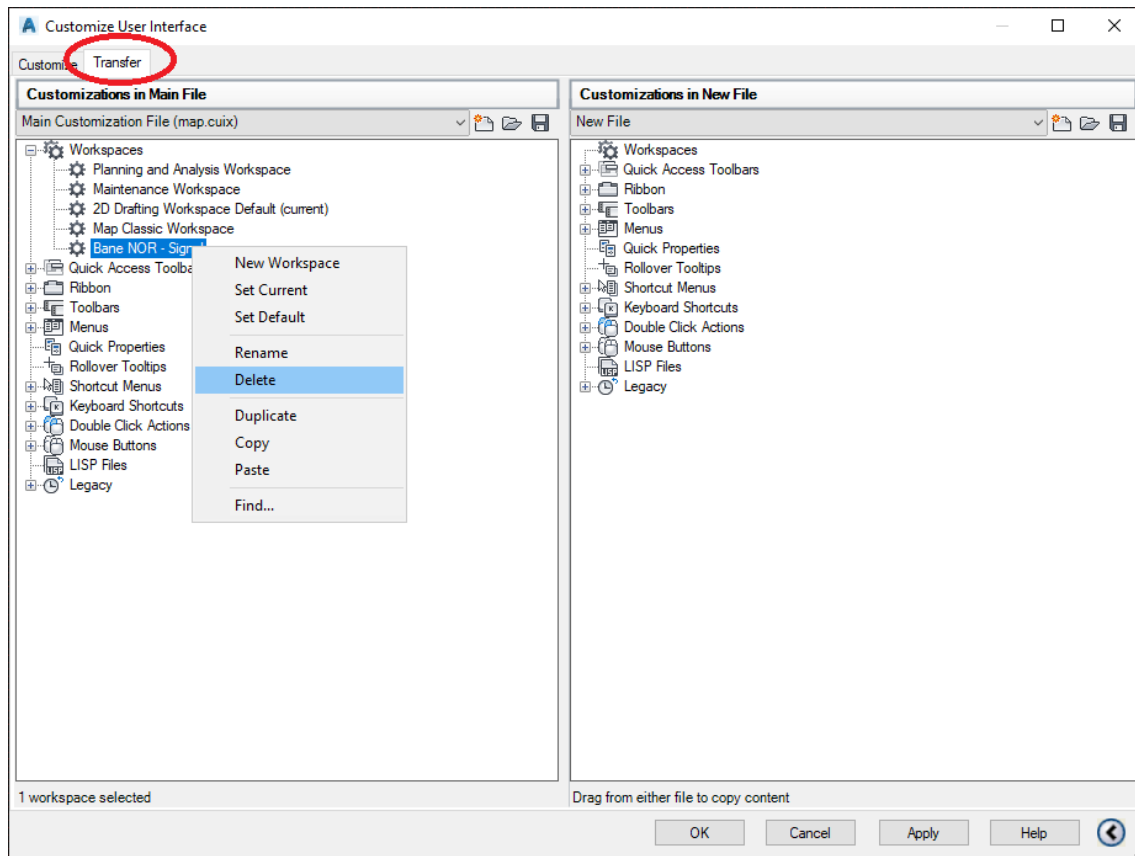 Customize User Interface
Customize Transfer
Customizations in Main File
Main Customization File (map.cuix)
Workspaces
Planning and Analysis Workspace
Maintenance Workspace
2D Drafting Workspace Default (current)
Map Classic Workspace
Bane NOR - Signal
Quick Access Toolba
Ribbon
Toolbars
Menus
Quick Properties
Rollover Tooltips
Shortcut Menus
Keyboard Shortcuts
Double Click Actions
Mouse Buttons
LISP Files
Legacy
New Workspace
Set Current
Set Default
Rename
Delete
Duplicate
Copy
Paste
Find...
1 workspace selected
Customizations in New File
New File
Workspaces
Quick Access Toolbars
Ribbon
Toolbars
Menus
Quick Properties
Rollover Tooltips
Shortcut Menus
Keyboard Shortcuts
Double Click Actions
Mouse Buttons
LISP Files
Legacy
Drag from either file to copy content
OK Cancel Apply Help